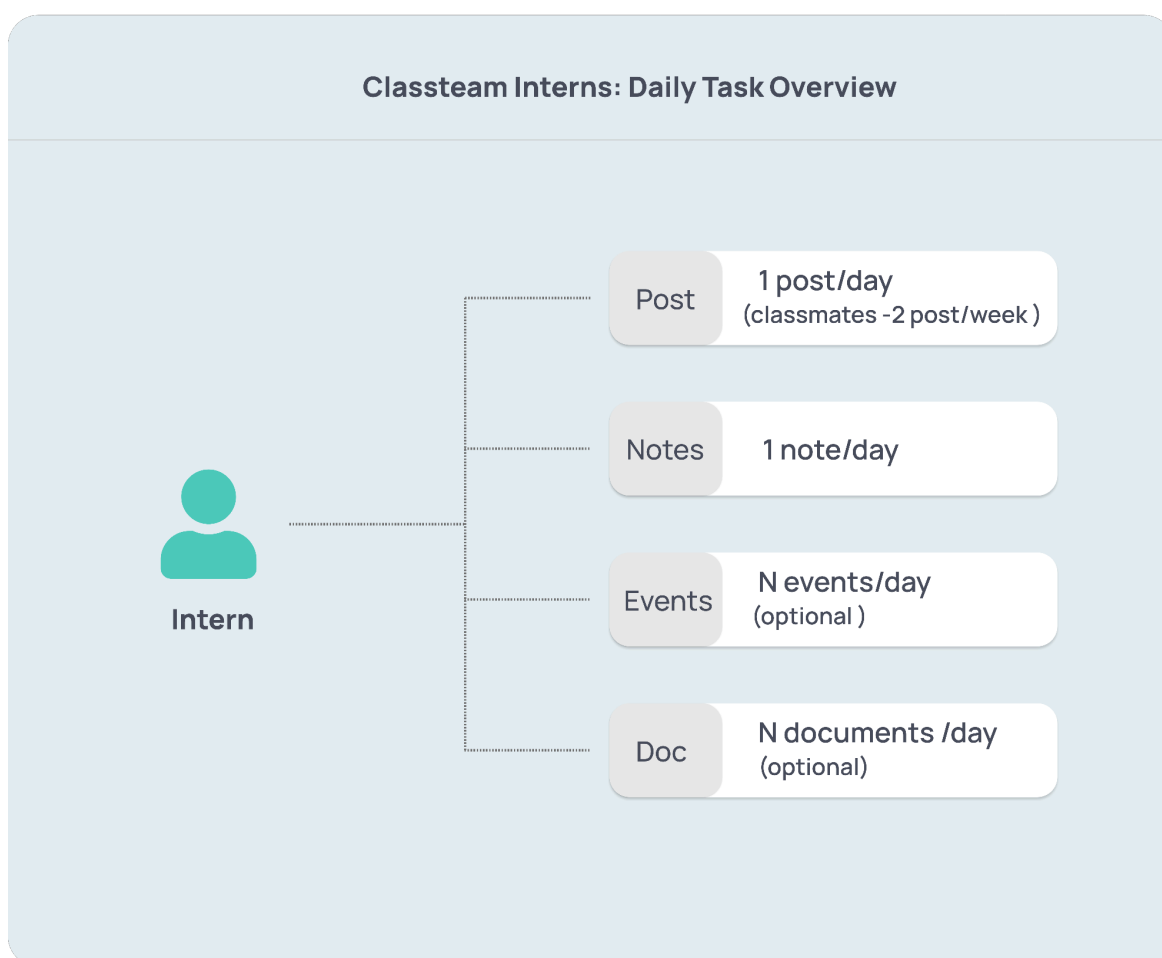 Classteam Interns: Daily Task Overview
Post
1 post/day
(classmates -2 post/week )
Notes
1 note/day
Intern
Events
N events/day
(optional )
Doc
N documents /day
(optional)